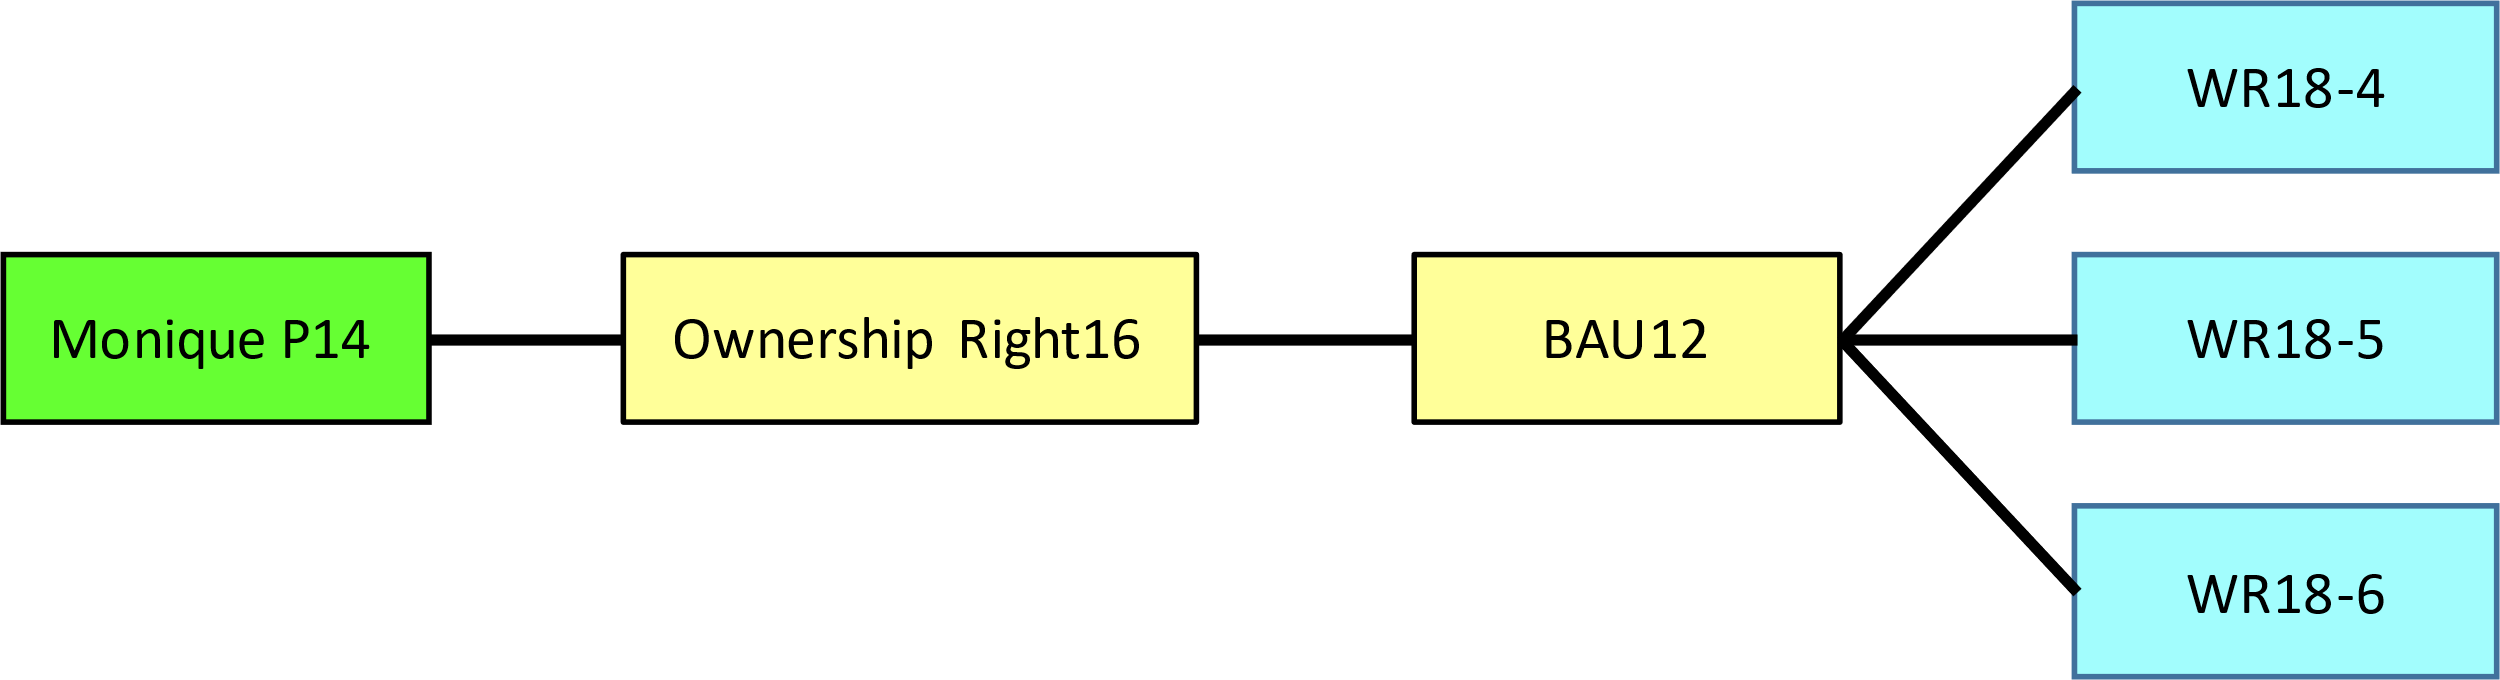 WR18-4
Monique P14
Ownership Right16
BAU12
WR18-5
WR18-6